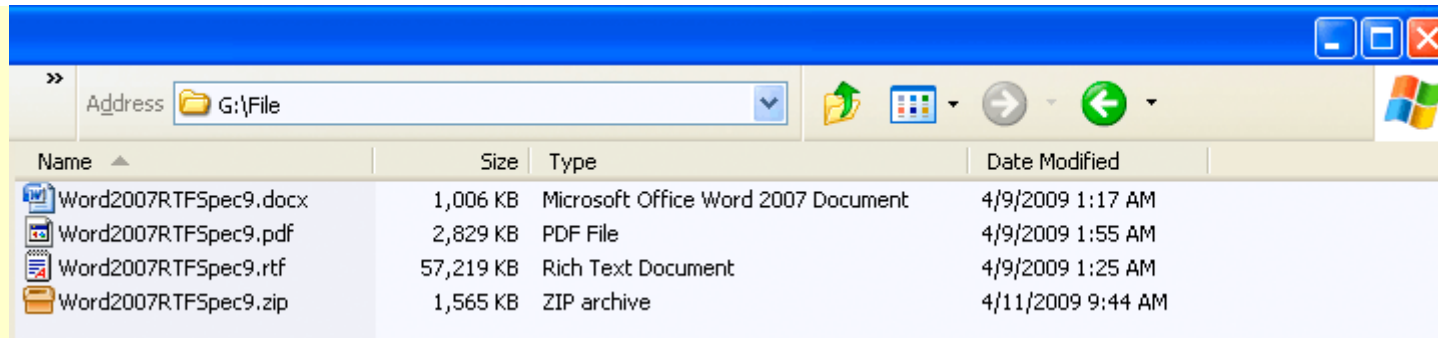 » Address G:\File
Name Size Type Date Modified
Word2007RTFSpec9.docx 1,006 KB Microsoft Office Word 2007 Document 4/9/2009 1:17 AM
Word2007RTFSpec9.pdf 2,829 KB PDF File 4/9/2009 1:55 AM
Word2007RTFSpec9.rtf 57,219 KB Rich Text Document 4/9/2009 1:25 AM
Word2007RTFSpec9.zip 1,565 KB ZIP archive 4/11/2009 9:44 AM